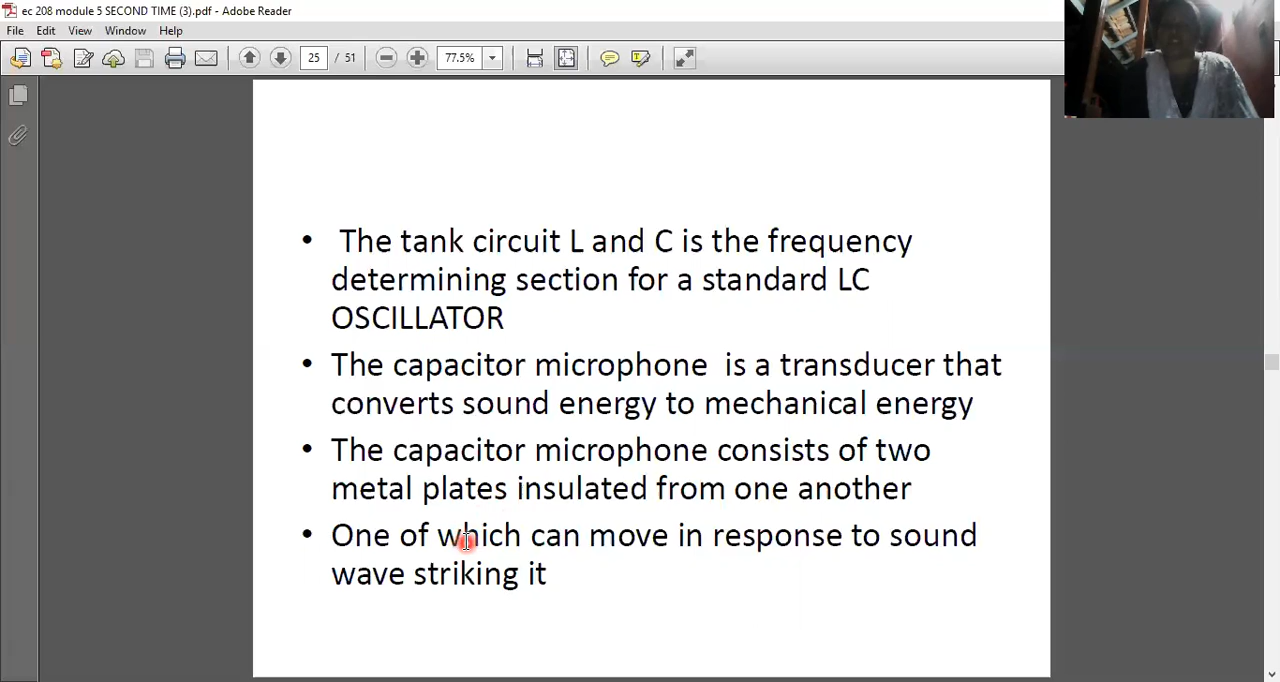 ec 208 module 5 SECOND TIME (3).pdf - Adobe Reader
File Edit View Window Help
25 / 51 77.5%
• The tank circuit L and C is the frequency
determining section for a standard LC
OSCILLATOR
• The capacitor microphone is a transducer that
converts sound energy to mechanical energy
• The capacitor microphone consists of two
metal plates insulated from one another
• One of which can move in response to sound
wave striking it